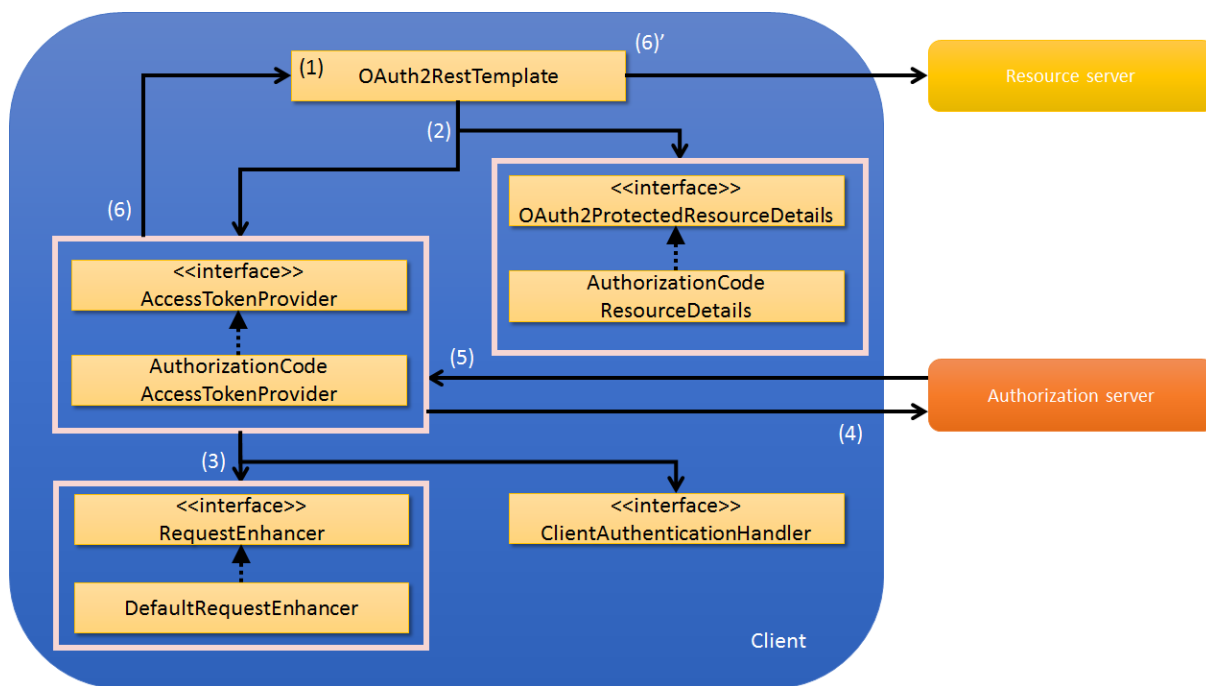 (6)’
(1)
OAuth2RestTemplate
Resource server
(2)
<<interface>>
OAuth2ProtectedResourceDetails
(6)
<<interface>>
AccessTokenProvider
AuthorizationCode
ResourceDetails
(5)
AuthorizationCode
AccessTokenProvider
Authorization server
(4)
(3)
<<interface>>
RequestEnhancer
<<interface>>
ClientAuthenticationHandler
DefaultRequestEnhancer
Client